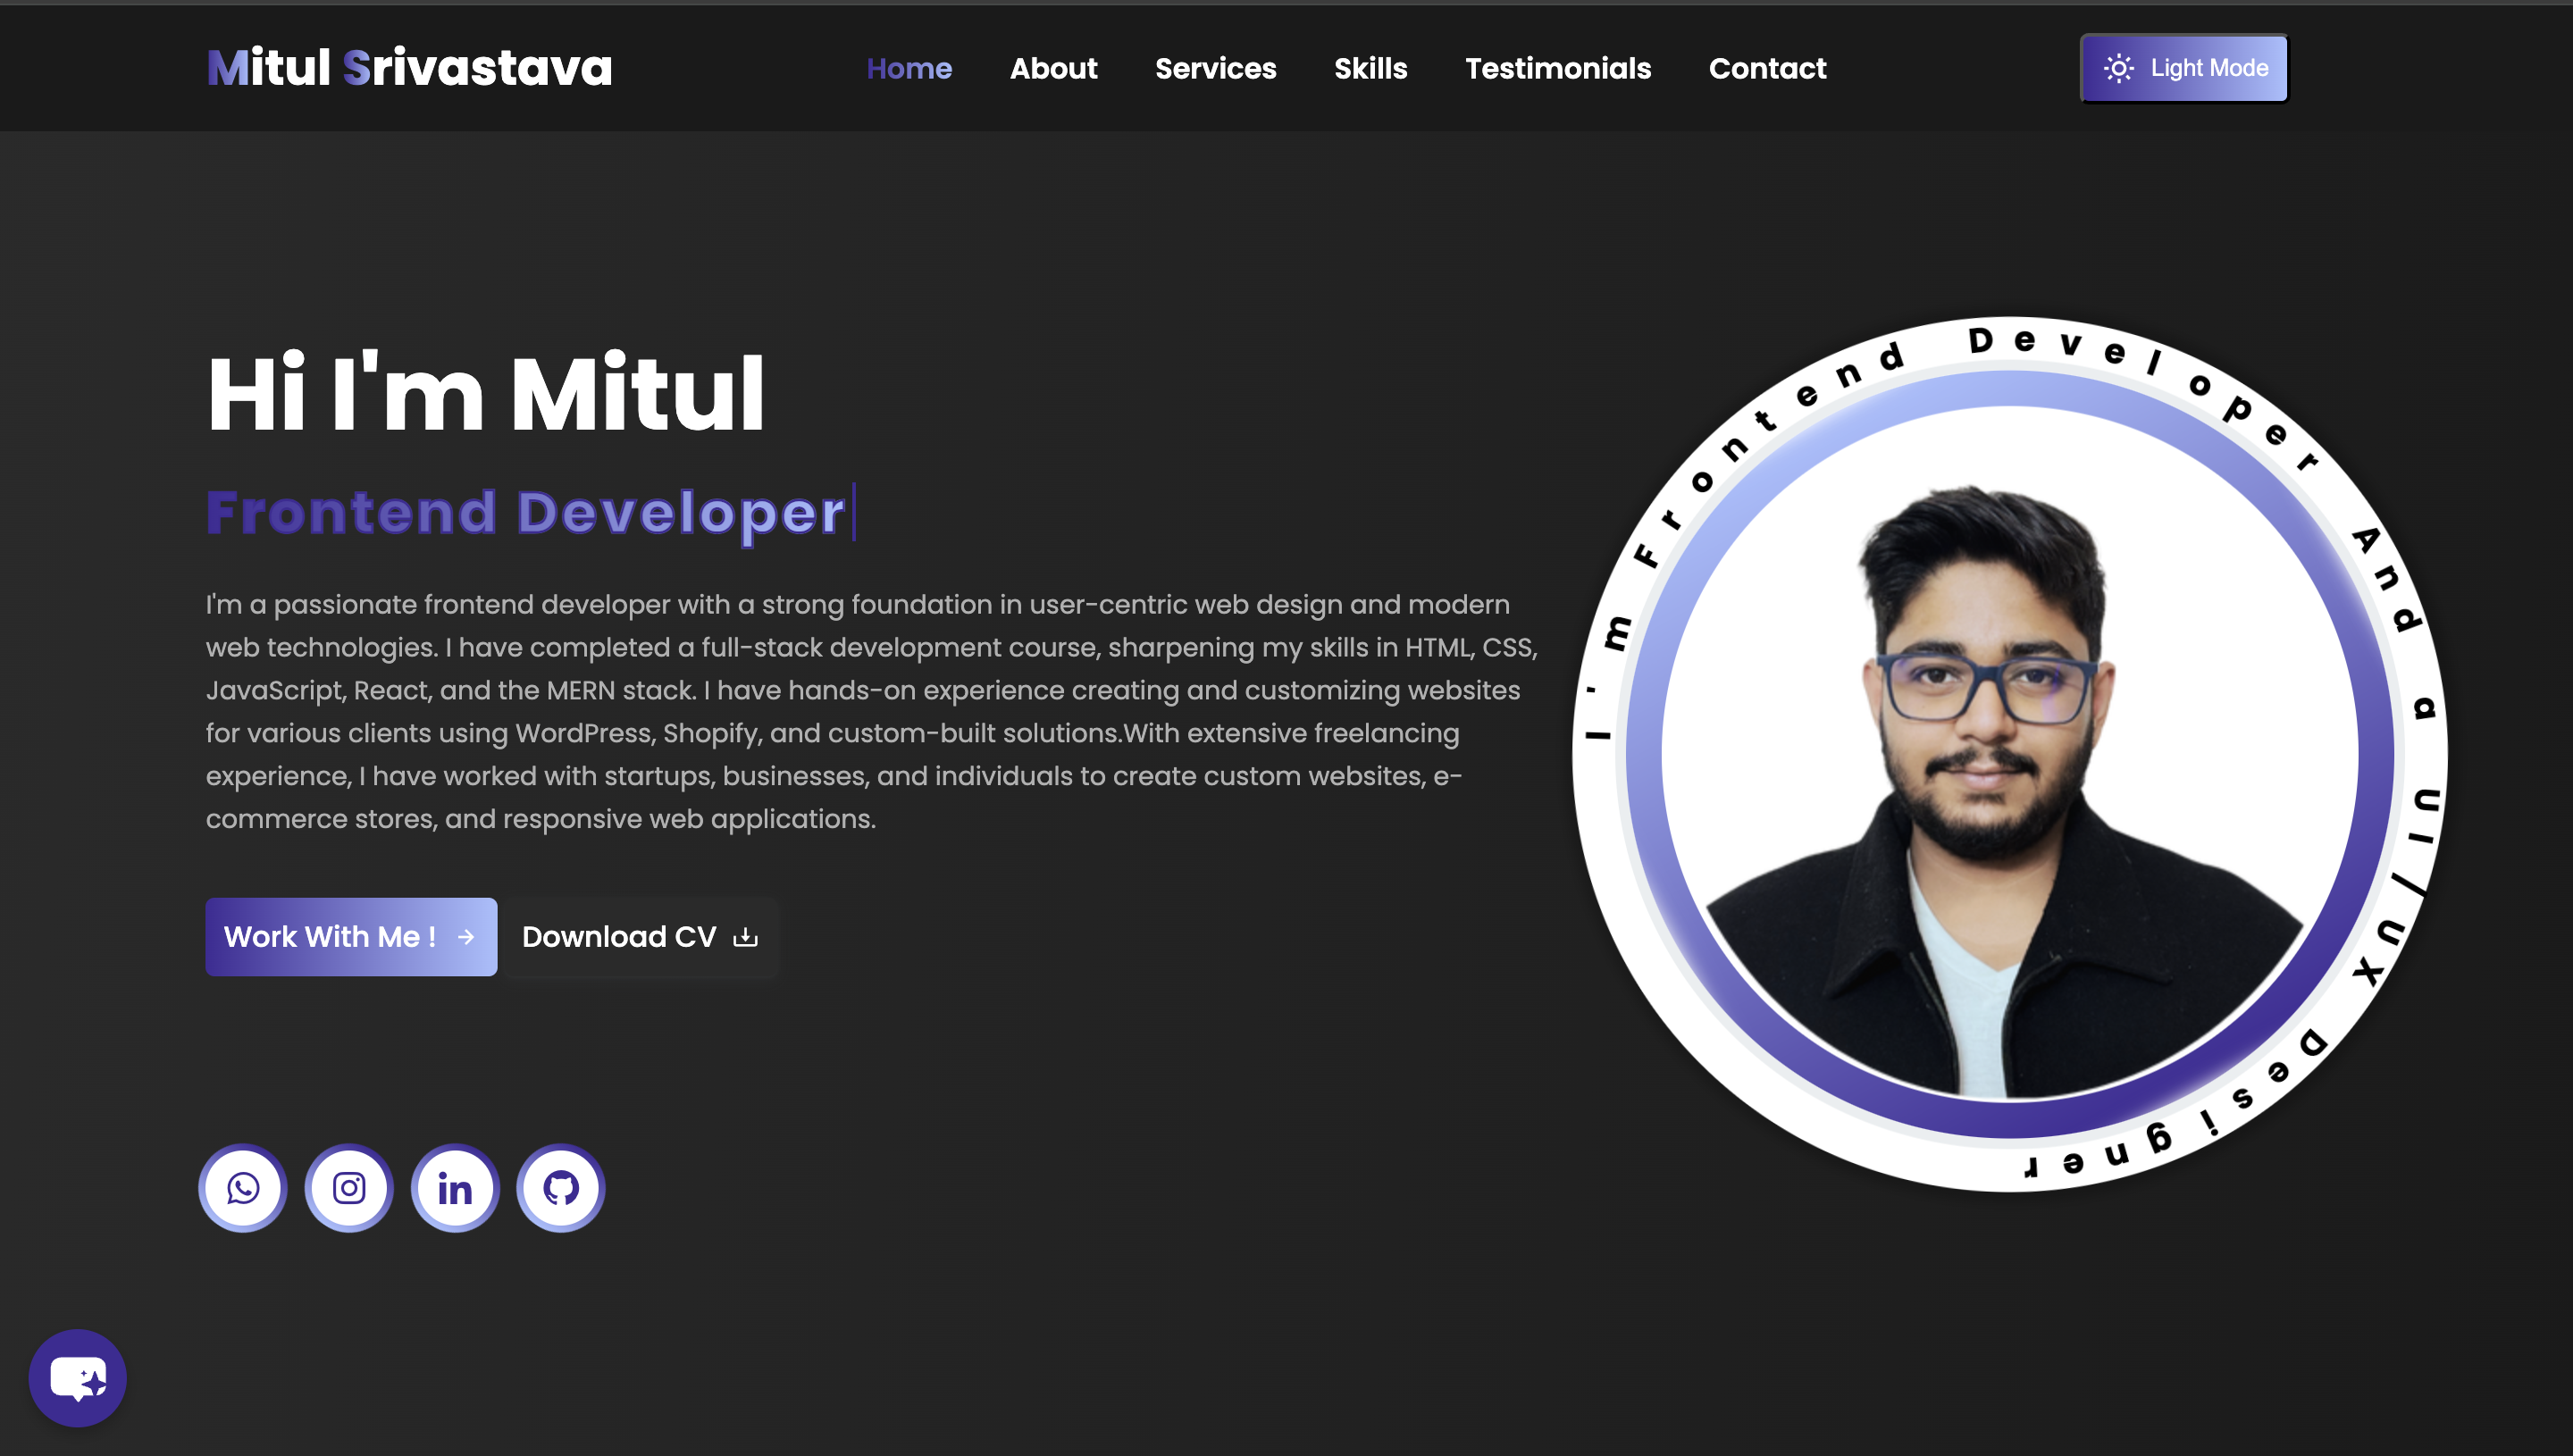 Mitul Srivastava
Home
About
Services
Skills
Testimonials
Contact
Light Mode
Hi I'm Mitul
Frontend Developer
I'm a passionate frontend developer with a strong foundation in user-centric web design and modern
web technologies. I have completed a full-stack development course, sharpening my skills in HTML, CSS,
JavaScript, React, and the MERN stack. I have hands-on experience creating and customizing websites
for various clients using WordPress, Shopify, and custom-built solutions.With extensive freelancing
experience, I have worked with startups, businesses, and individuals to create custom websites, e-
commerce stores, and responsive web applications.
Work With Me !
Download CV
I'm Frontend Developer And a UI/UX Designer
in